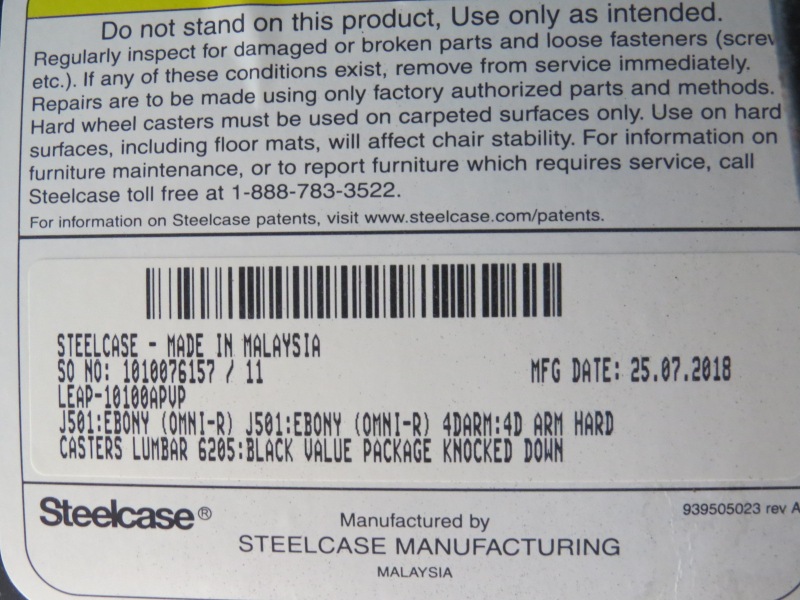 Do not stand on this product, Use only as intended.
Regularly inspect for damaged or broken parts and loose fasteners (screw
etc.). If any of these conditions exist, remove from service immediately.
Repairs are to be made using only factory authorized parts and methods.
Hard wheel casters must be used on carpeted surfaces only. Use on hard
surfaces, including floor mats, will affect chair stability. For information on
furniture maintenance, or to report furniture which requires service, call
Steelcase toll free at 1-888-783-3522.
For information on Steelcase patents, visit www.steelcase.com/patents.
STEELCASE - MADE IN MALAYSIA
SO NO: 1010076157 / 11 MFG DATE: 25.07.2018
LEAP-10100APVP
J501:EBONY (OMNI-R) J501:EBONY (OMNI-R) 4DARM:4D ARM HARD
CASTERS LUMBAR 6205:BLACK VALUE PACKAGE KNOCKED DOWN
Steelcase®
939505023 rev A
Manufactured by
STEELCASE MANUFACTURING
MALAYSIA